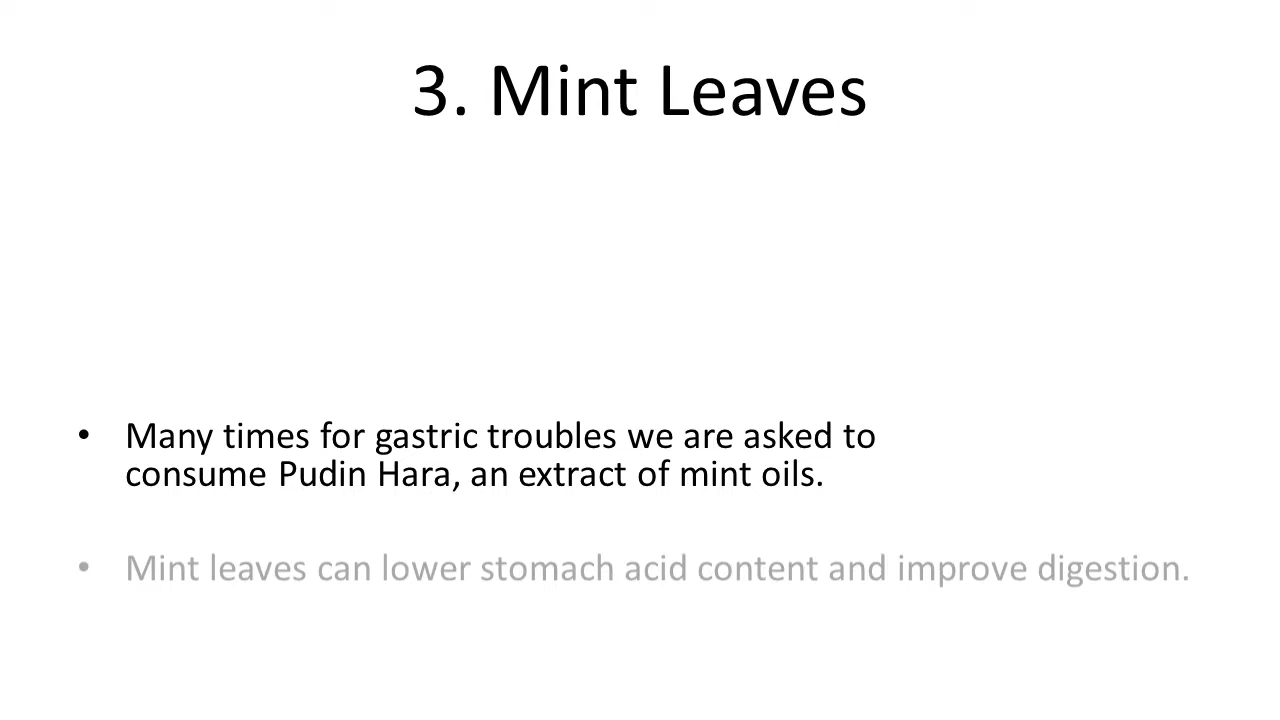 3. Mint Leaves
• Many times for gastric troubles we are asked to
consume Pudin Hara, an extract of mint oils.
• Mint leaves can lower stomach acid content and improve digestion.